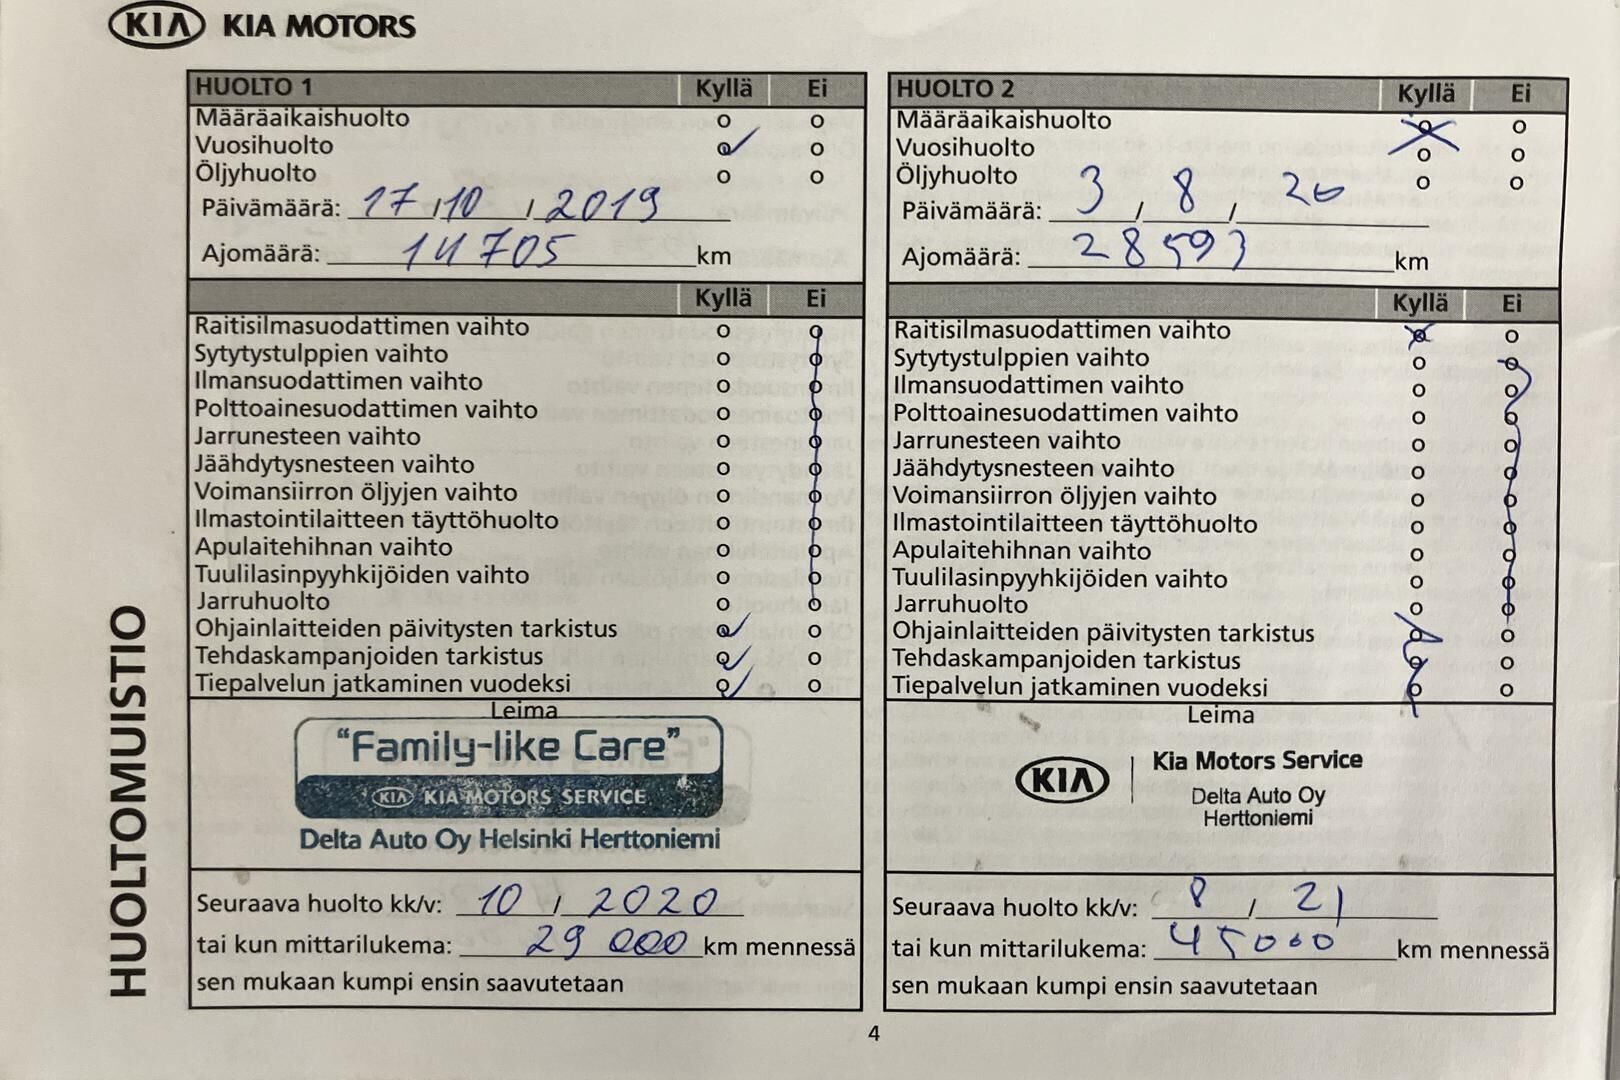 KIA KIA MOTORS
HUOLTOMUISTIO
HUOLTO 1 Kyllä Ei
Määräaikaishuolto o o
Vuosihuolto o o
Öljyhuolto o o
Päivämäärä: 17 / 10 / 2019
Ajomäärä: 14705 km
Kyllä Ei
Raitisilmasuodattimen vaihto o o
Sytytystulppien vaihto o o
Ilmansuodattimen vaihto o o
Polttoainesuodattimen vaihto o o
Jarrunesteen vaihto o o
Jäähdytysnesteen vaihto o o
Voimansiirron öljyjen vaihto o o
Ilmastointilaitteen täyttöhuolto o o
Apulaitehihnan vaihto o o
Tuulilasinpyyhkijöiden vaihto o o
Jarruhuolto o o
Ohjainlaitteiden päivitysten tarkistus o o
Tehdaskampanjoiden tarkistus o o
Tiepalvelun jatkaminen vuodeksi o o
Leima
"Family-like Care"
KIA KIA MOTORS SERVICE
Delta Auto Oy Helsinki Herttoniemi
Seuraava huolto kk/v: 10 / 2020
tai kun mittarilukema: 29 000 km mennessä
sen mukaan kumpi ensin saavutetaan
HUOLTO 2 Kyllä Ei
Määräaikaishuolto o o
Vuosihuolto o o
Öljyhuolto o o
Päivämäärä: 3 / 8 / 20
Ajomäärä: 28593 km
Kyllä Ei
Raitisilmasuodattimen vaihto o o
Sytytystulppien vaihto o o
Ilmansuodattimen vaihto o o
Polttoainesuodattimen vaihto o o
Jarrunesteen vaihto o o
Jäähdytysnesteen vaihto o o
Voimansiirron öljyjen vaihto o o
Ilmastointilaitteen täyttöhuolto o o
Apulaitehihnan vaihto o o
Tuulilasinpyyhkijöiden vaihto o o
Jarruhuolto o o
Ohjainlaitteiden päivitysten tarkistus o o
Tehdaskampanjoiden tarkistus o o
Tiepalvelun jatkaminen vuodeksi o o
Leima
KIA Kia Motors Service
Delta Auto Oy
Herttoniemi
Seuraava huolto kk/v: 8 / 21
tai kun mittarilukema: 45000 km mennessä
sen mukaan kumpi ensin saavutetaan
4